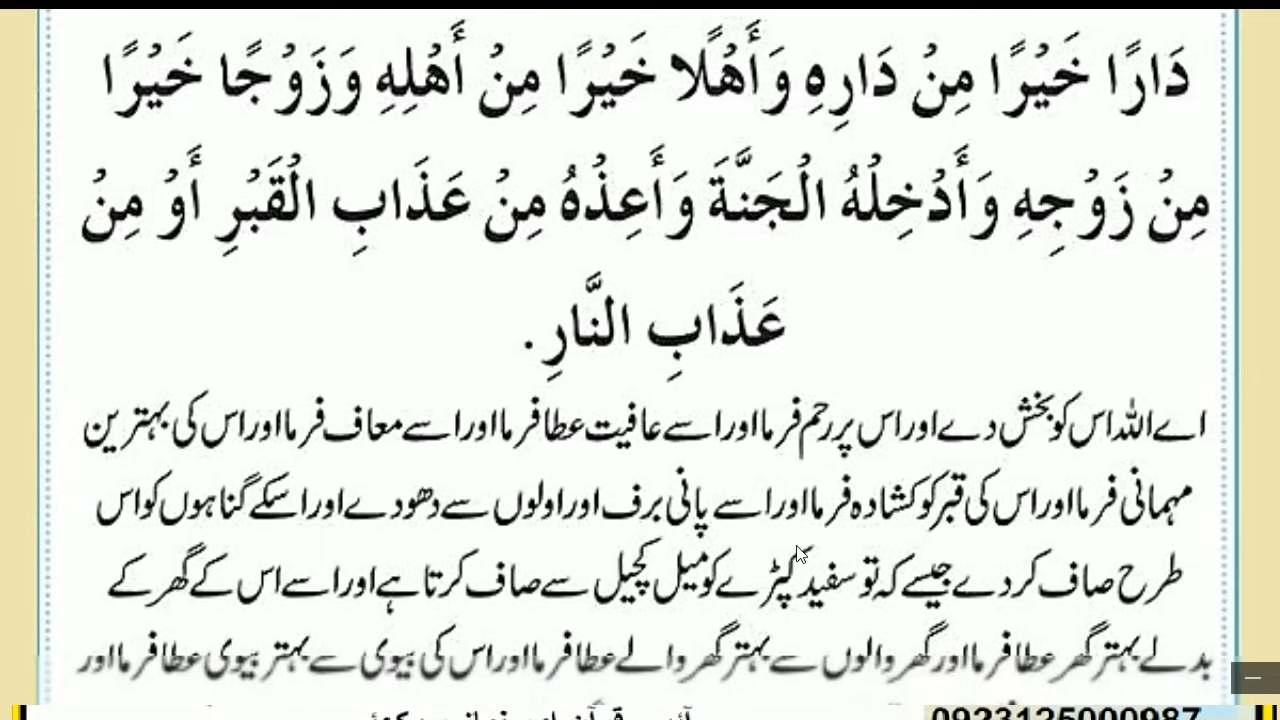 دَارًا خَيْرًا مِنْ دَارِهِ وَأَهْلًا خَيْرًا مِنْ أَهْلِهِ وَزَوْجًا خَيْرًا
مِنْ زَوْجِهِ وَأَدْخِلْهُ الْجَنَّةَ وَأَعِذْهُ مِنْ عَذَابِ الْقَبْرِ أَوْ مِنْ
عَذَابِ النَّارِ.
اے اللہ اس کو بخش دے اور اس پر رحم فرما اور اسے عافیت عطا فرما اور اسے معاف فرما اور اس کی بہترین
مہمانی فرما اور اس کی قبر کو کشادہ فرما اور اسے پانی برف اور اولوں سے دھو دے اور اسکے گناہوں کو اس
طرح صاف کر دے جیسے کہ تو سفید کپڑے کو میل کچیل سے صاف کرتا ہے اور اسے اس کے گھر کے
بدلے بہتر گھر عطا فرما اور گھر والوں سے بہتر گھر والے عطا فرما اور اس کی بیوی سے بہتر بیوی عطا فرما اور
0923125000987